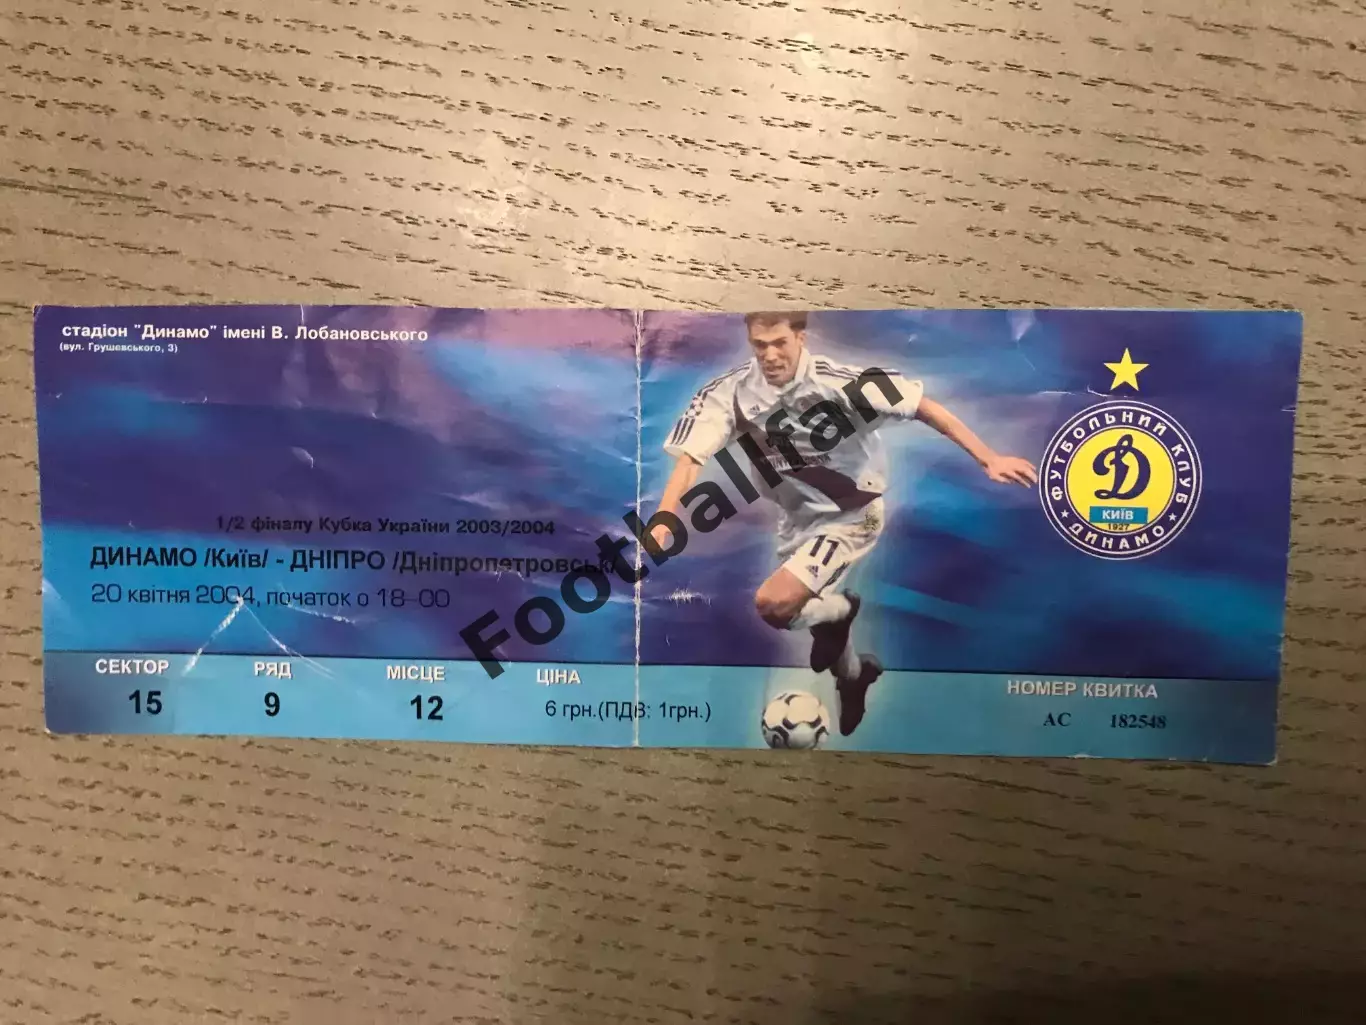 стадіон "Динамо" імені В. Лобановського
(вул. Грушевського, 3)
1/2 фіналу Кубка України 2003/2004
ДИНАМО /Київ/ - ДНІПРО /Дніпропетровськ/
20 квітня 2004, початок о 18-00
СЕКТОР РЯД МІСЦЕ ЦІНА
15 9 12 6 грн.(ПДВ: 1грн.)
11
ФУТБОЛЬНИЙ КЛУБ
Д
КИЇВ
1927
ДИНАМО
НОМЕР КВИТКА
АС 182548
Footballfan